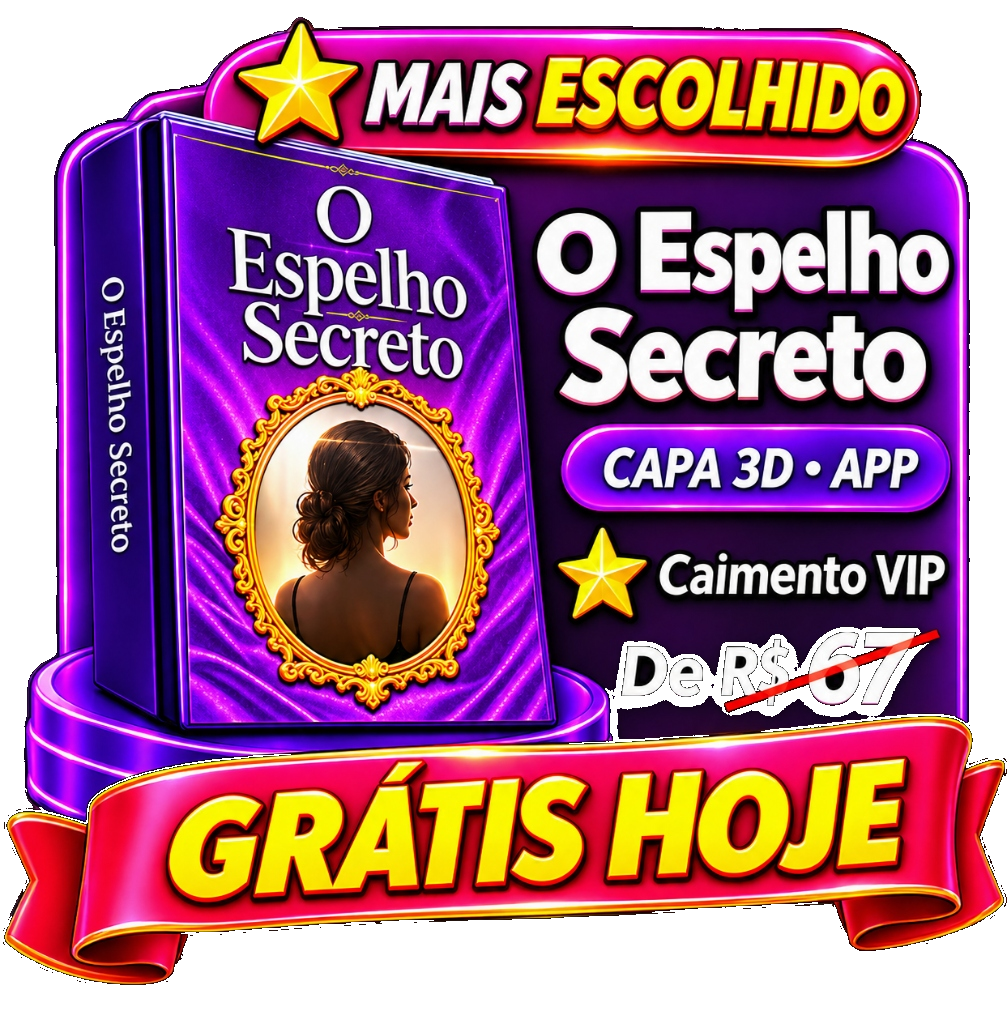 MAIS ESCOLHIDO
O
Espelho
Secreto
O Espelho Secreto
O Espelho
Secreto
CAPA 3D • APP
Caimento VIP
De R$ 67
GRÁTIS HOJE